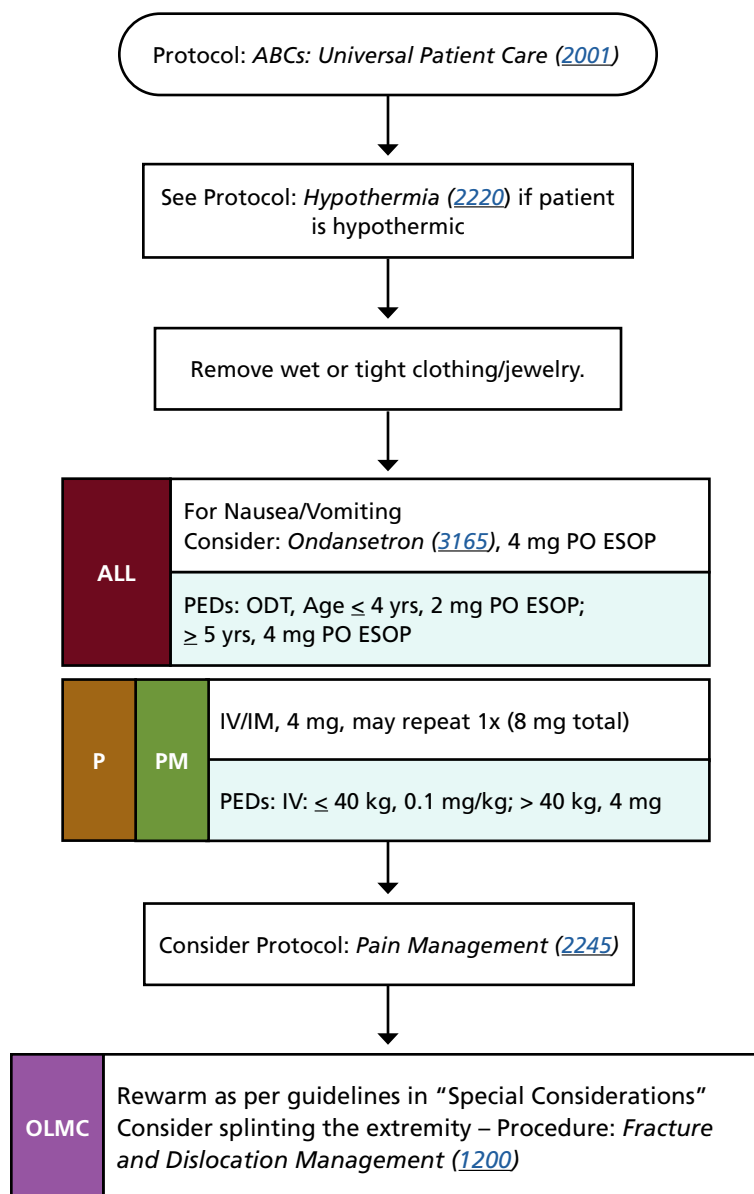 Protocol: ABCs: Universal Patient Care (2001)
See Protocol: Hypothermia (2220) if patient
is hypothermic
Remove wet or tight clothing/jewelry.
ALL
For Nausea/Vomiting
Consider: Ondansetron (3165), 4 mg PO ESOP
PEDs: ODT, Age ≤ 4 yrs, 2 mg PO ESOP;
≥ 5 yrs, 4 mg PO ESOP
P
PM
IV/IM, 4 mg, may repeat 1x (8 mg total)
PEDs: IV: ≤ 40 kg, 0.1 mg/kg; > 40 kg, 4 mg
Consider Protocol: Pain Management (2245)
OLMC
Rewarm as per guidelines in “Special Considerations”
Consider splinting the extremity – Procedure: Fracture
and Dislocation Management (1200)